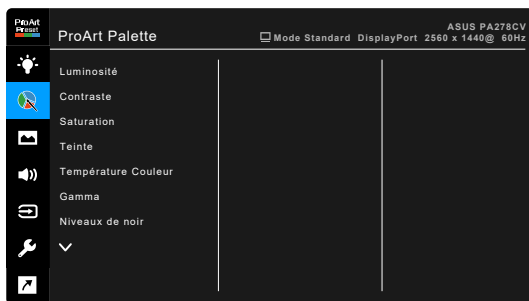 ProArt
Preset
ProArt Palette
ASUS PA278CV
Mode Standard DisplayPort 2560 x 1440@ 60Hz
Luminosité
Contraste
Saturation
Teinte
Température Couleur
Gamma
Niveaux de noir